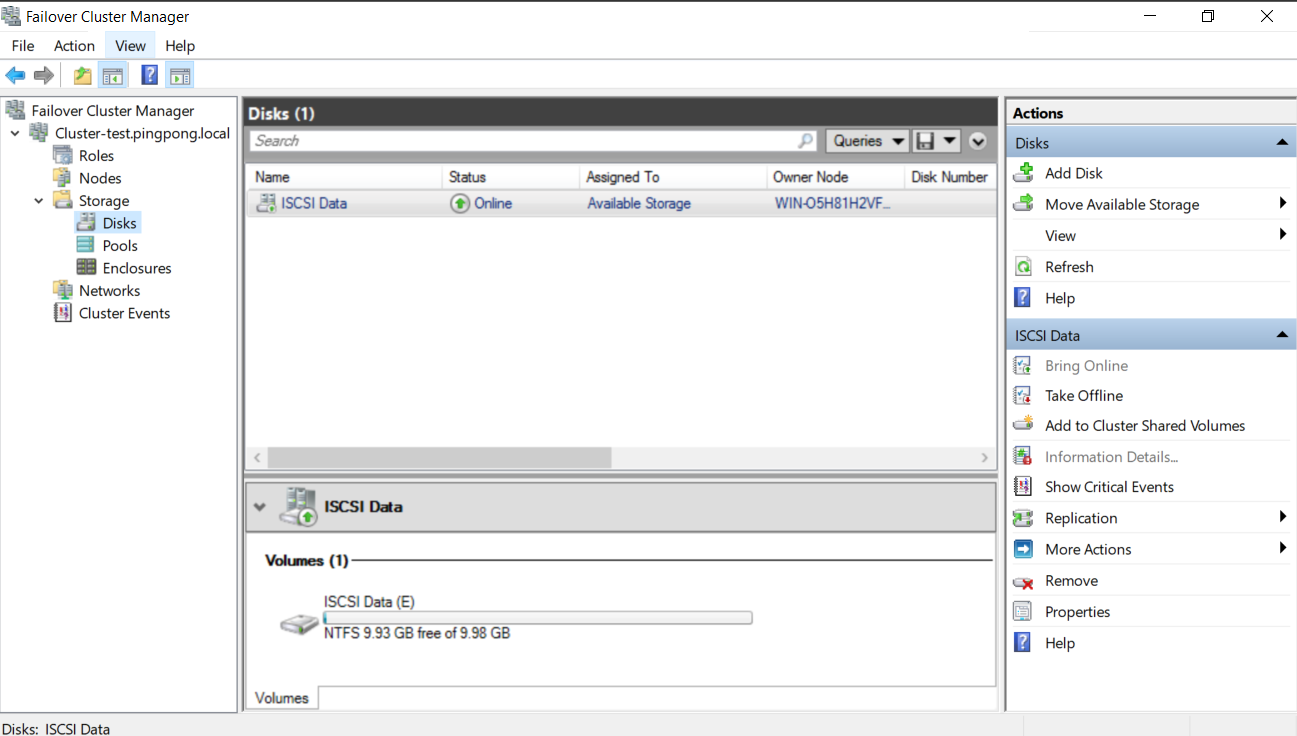 Failover Cluster Manager
File Action View Help
Failover Cluster Manager
Cluster-test.pingpong.local
Roles
Nodes
Storage
Disks
Pools
Enclosures
Networks
Cluster Events
Disks (1)
Search
Queries
Name Status Assigned To Owner Node Disk Number
ISCSI Data Online Available Storage WIN-O5H81H2VF...
ISCSI Data
Volumes (1)
ISCSI Data (E)
NTFS 9.93 GB free of 9.98 GB
Volumes
Actions
Disks
Add Disk
Move Available Storage
View
Refresh
Help
ISCSI Data
Bring Online
Take Offline
Add to Cluster Shared Volumes
Information Details...
Show Critical Events
Replication
More Actions
Remove
Properties
Help
Disks: ISCSI Data